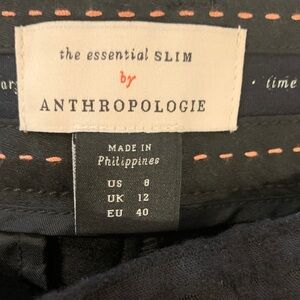 the essential SLIM
by
ANTHROPOLOGIE
· time
MADE IN
Philippines
US 8
UK 12
EU 40